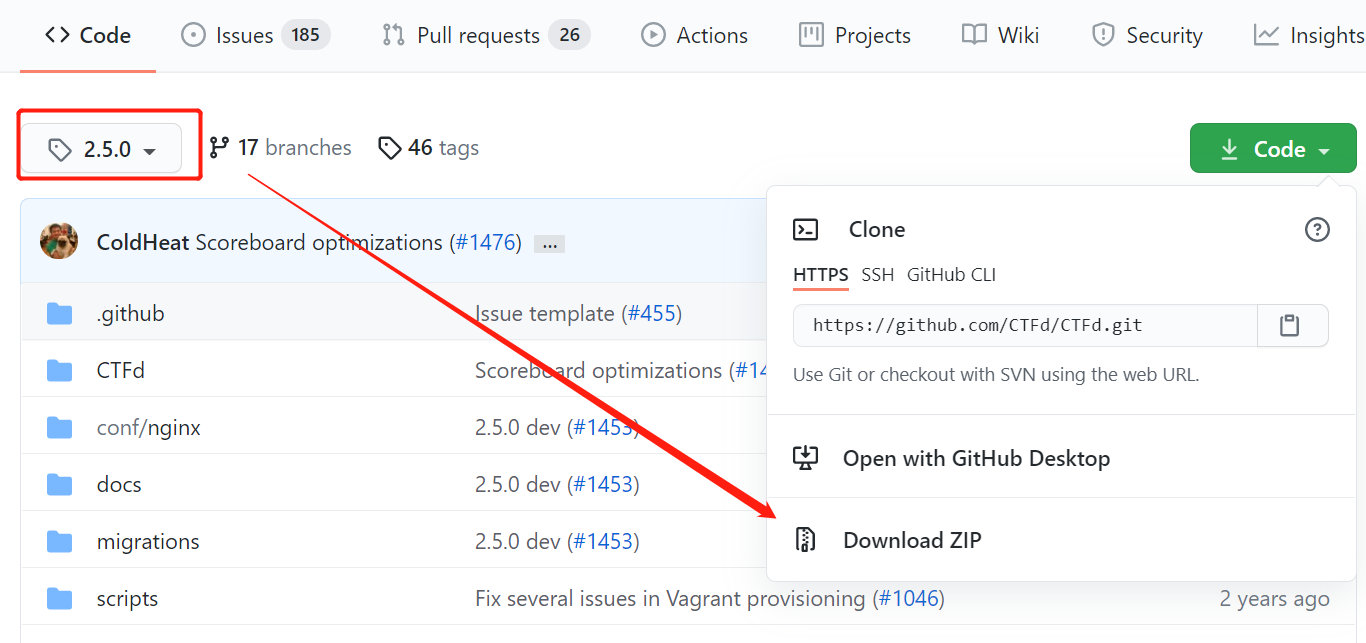 Code Issues 185 Pull requests 26 Actions Projects Wiki Security Insights
2.5.0 17 branches 46 tags Code
ColdHeat Scoreboard optimizations (#1476) ...
Clone
HTTPS SSH GitHub CLI
.github Issue template (#455)
https://github.com/CTFd/CTFd.git
CTFd Scoreboard optimizations (#14
Use Git or checkout with SVN using the web URL.
conf/nginx 2.5.0 dev (#1453)
Open with GitHub Desktop
docs 2.5.0 dev (#1453)
migrations 2.5.0 dev (#1453)
Download ZIP
scripts Fix several issues in Vagrant provisioning (#1046) 2 years ago